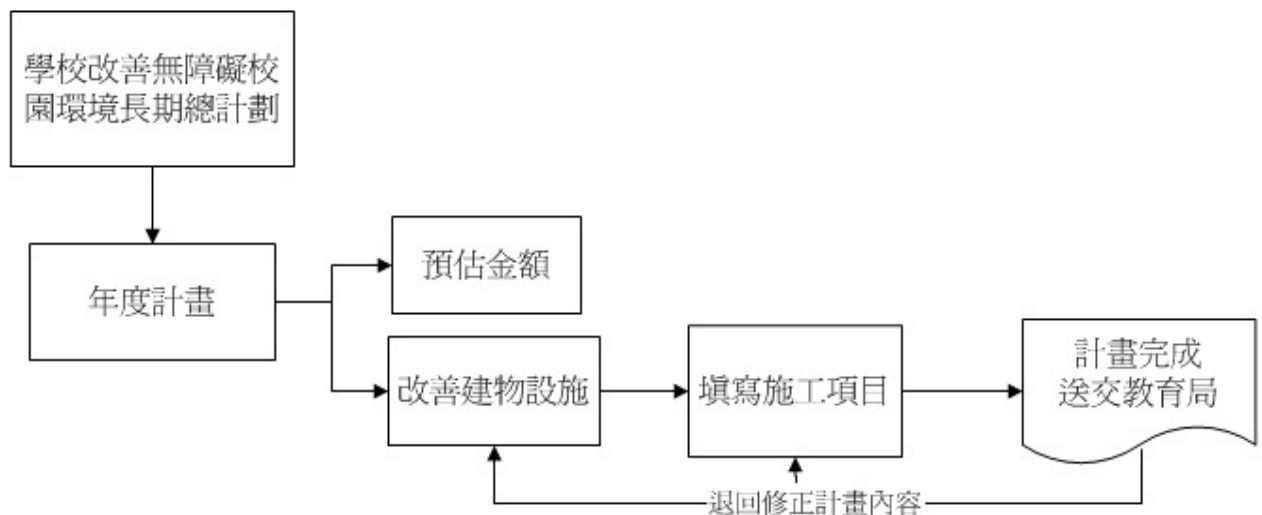 學校改善無障礙校
園環境長期總計劃
年度計畫
預估金額
改善建物設施
填寫施工項目
計畫完成
送交教育局
退回修正計畫內容